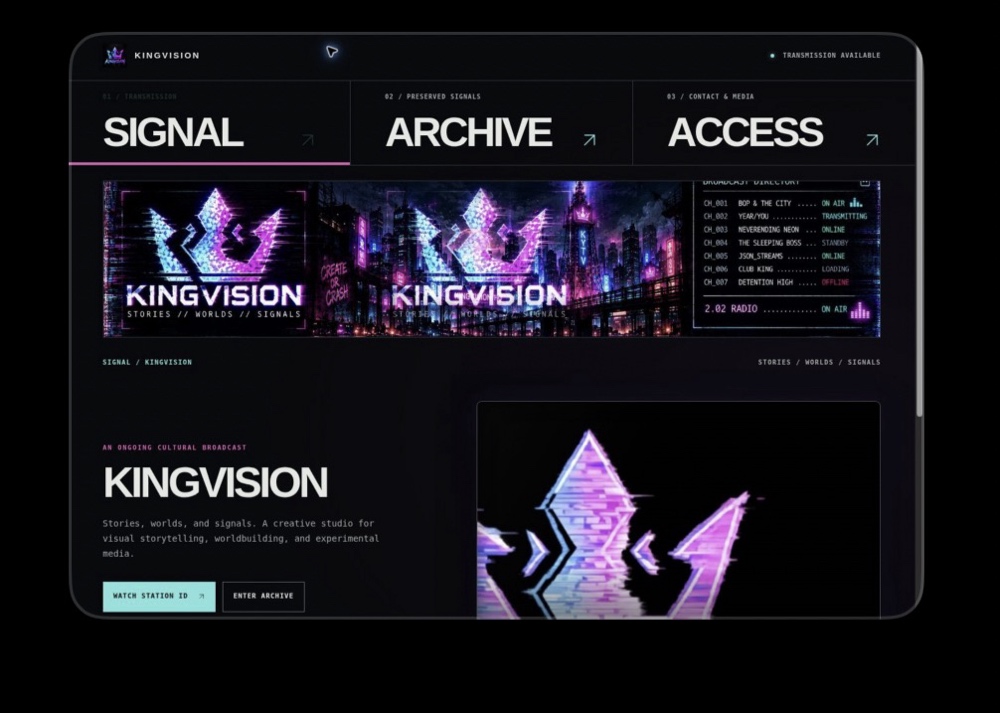 KINGVISION
TRANSMISSION AVAILABLE
01 / TRANSMISSION
SIGNAL
02 / PRESERVED SIGNALS
ARCHIVE
03 / CONTACT & MEDIA
ACCESS
KINGVISION
STORIES // WORLDS // SIGNALS
CREATE
OR
CRASH
KINGVISION
STORIES // WORLDS // SIGNALS
BROADCAST DIRECTORY
CH_001 BOP & THE CITY ..... ON AIR
CH_002 YEAR/YOU ........... TRANSMITTING
CH_003 NEVERENDING NEON ... ONLINE
CH_004 THE SLEEPING BOSS ... STANDBY
CH_005 JSON_STREAMS ....... ONLINE
CH_006 CLUB KING .......... LOADING
CH_007 DETENTION HIGH ..... OFFLINE
2.02 RADIO ............. ON AIR
SIGNAL / KINGVISION
STORIES / WORLDS / SIGNALS
AN ONGOING CULTURAL BROADCAST
KINGVISION
Stories, worlds, and signals. A creative studio for
visual storytelling, worldbuilding, and experimental
media.
WATCH STATION ID
ENTER ARCHIVE